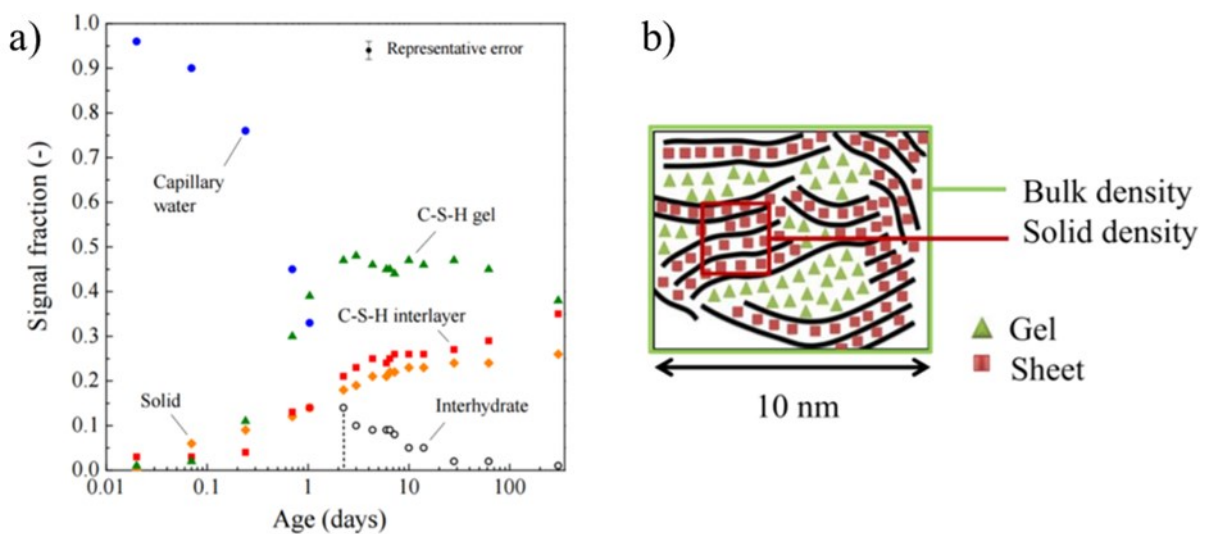 a)
1.0
0.9
0.8
0.7
0.6
0.5
0.4
0.3
0.2
0.1
0.0
Signal fraction (-)
Representative error
Capillary
water
C-S-H gel
C-S-H interlayer
Solid
Interhydrate
0.01
0.1
1
10
100
Age (days)
b)
Bulk density
Solid density
Gel
Sheet
10 nm